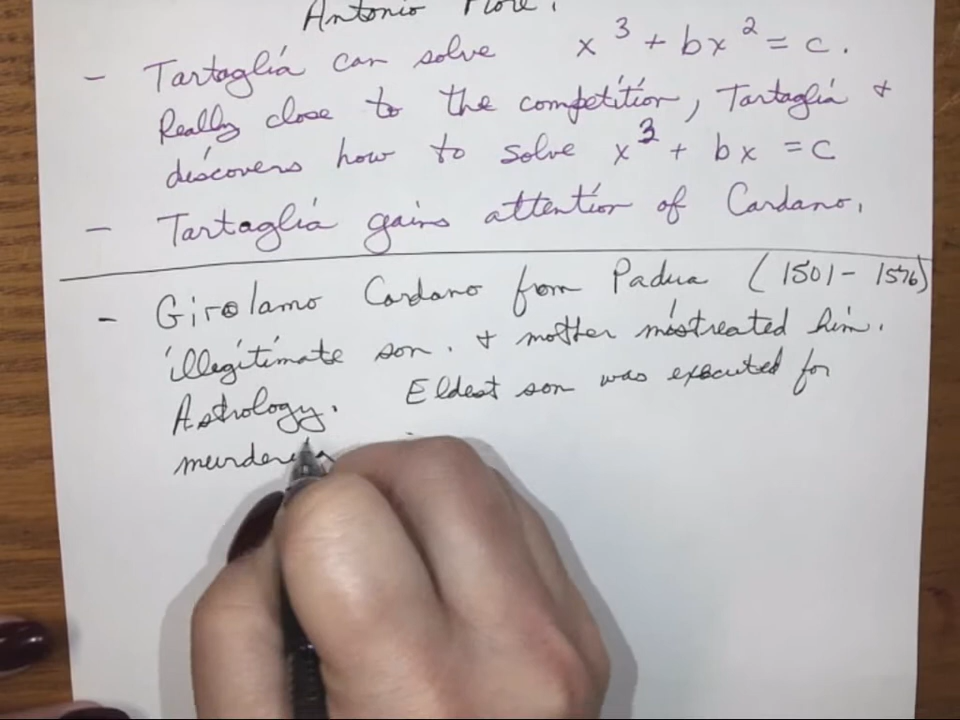 Antonio Fiore.
- Tartaglia can solve x³ + bx² = c.
Really close to the competition, Tartaglia +
discovers how to solve x³ + bx = c
- Tartaglia gains attention of Cardano.
- Girolamo Cardano from Padua (1501-1576)
illegitimate son. + mother mistreated him.
Astrology. Eldest son was executed for